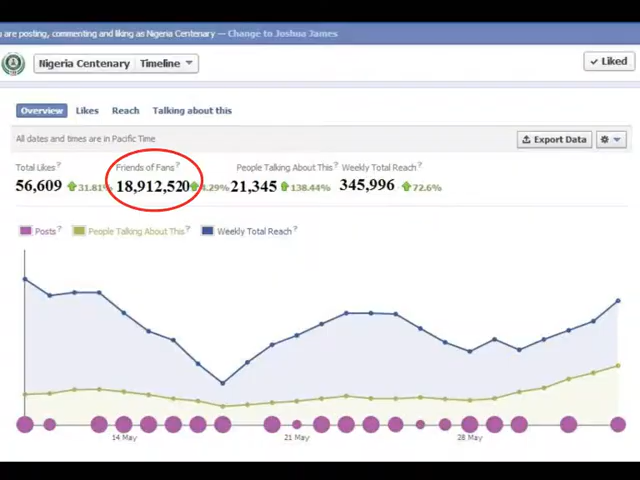 u are posting, commenting and liking as Nigeria Centenary — Change to Joshua James
Nigeria Centenary Timeline
✓ Liked
Overview Likes Reach Talking about this
All dates and times are in Pacific Time
Export Data
Total Likes? Friends of Fans? People Talking About This? Weekly Total Reach?
56,609 31.81% 18,912,520 4.29% 21,345 138.44% 345,996 72.6%
Posts? People Talking About This? Weekly Total Reach?
14 May 21 May 28 May